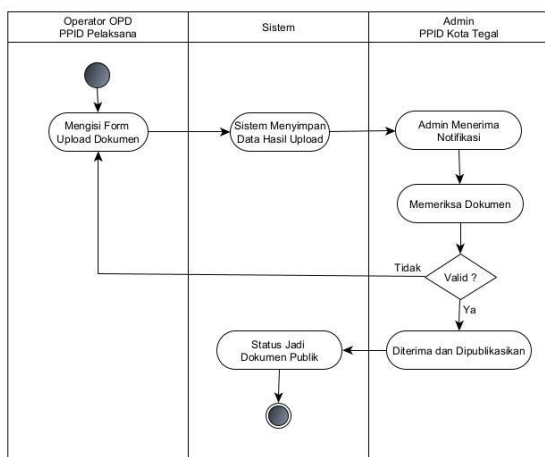 Operator OPD
PPID Pelaksana
Sistem
Admin
PPID Kota Tegal
Mengisi Form
Upload Dokumen
Sistem Menyimpan
Data Hasil Upload
Admin Menerima
Notifikasi
Memeriksa Dokumen
Tidak
Valid ?
Ya
Status Jadi
Dokumen Publik
Diterima dan Dipublikasikan